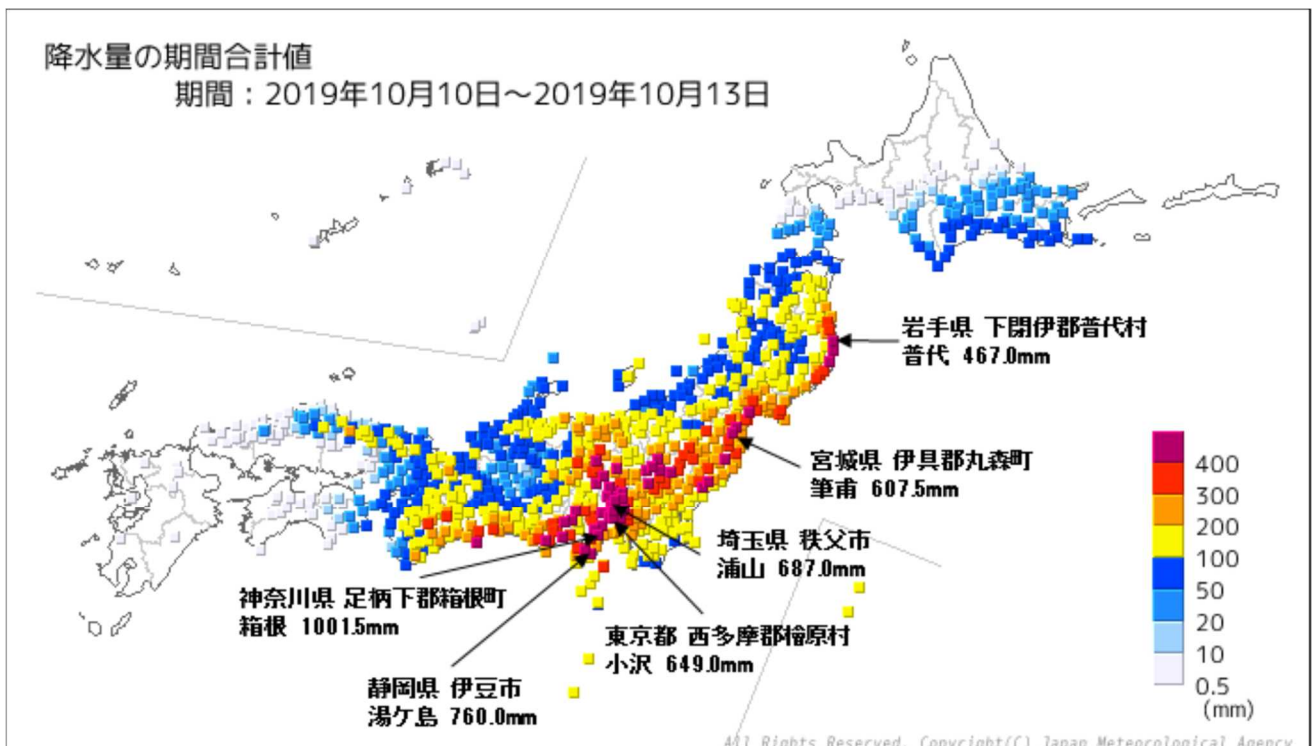 降水量の期間合計値
期間：2019年10月10日～2019年10月13日
岩手県 下閉伊郡普代村
普代 467.0mm
宮城県 伊具郡丸森町
筆甫 607.5mm
埼玉県 秩父市
浦山 687.0mm
神奈川県 足柄下郡箱根町
箱根 1001.5mm
東京都 西多摩郡檜原村
小沢 649.0mm
静岡県 伊豆市
湯ケ島 760.0mm
400
300
200
100
50
20
10
0.5
(mm)
All Rights Reserved. Copyright(C) Japan Meteorological Agency